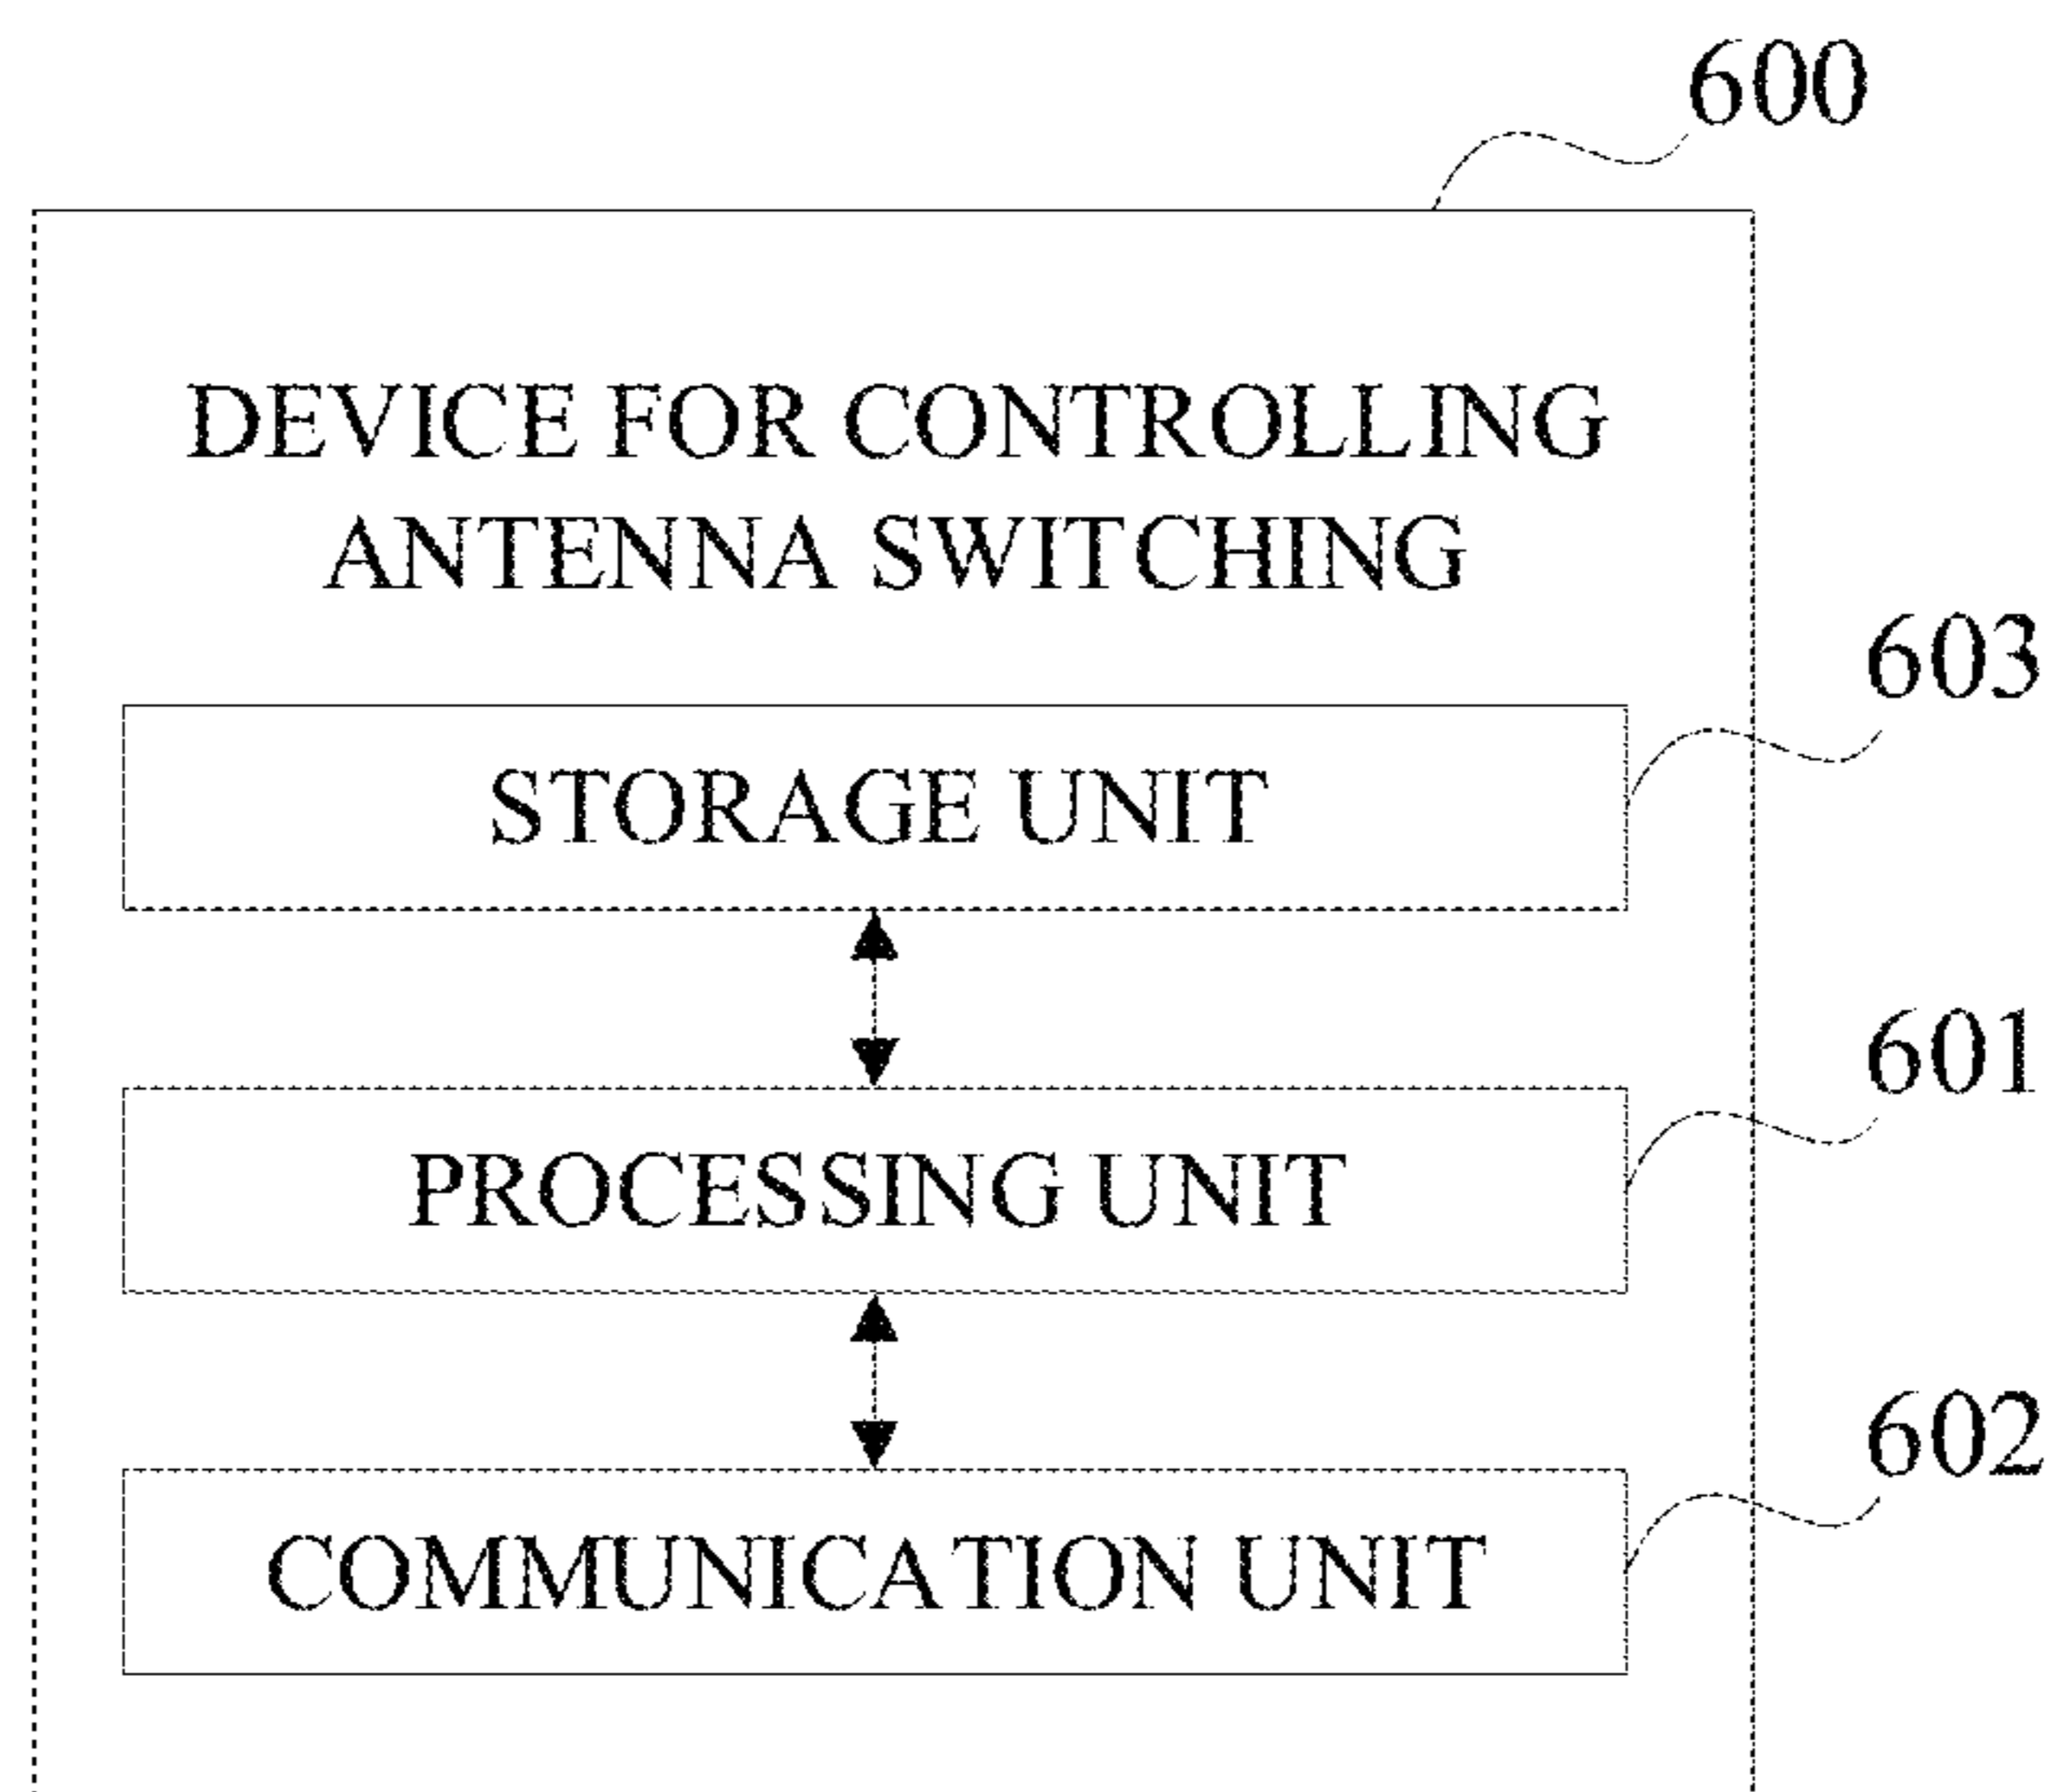 600
DEVICE FOR CONTROLLING
ANTENNA SWITCHING
603
STORAGE UNIT
601
PROCESSING UNIT
602
COMMUNICATION UNIT